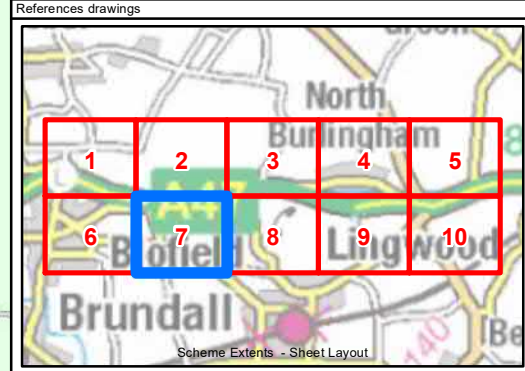 References drawings
North
Burlingham
1 2 3 4 5
A47
6 7 8 9 10
Blofield
Lingwood
Brundall
140
Be
Scheme Extents - Sheet Layout